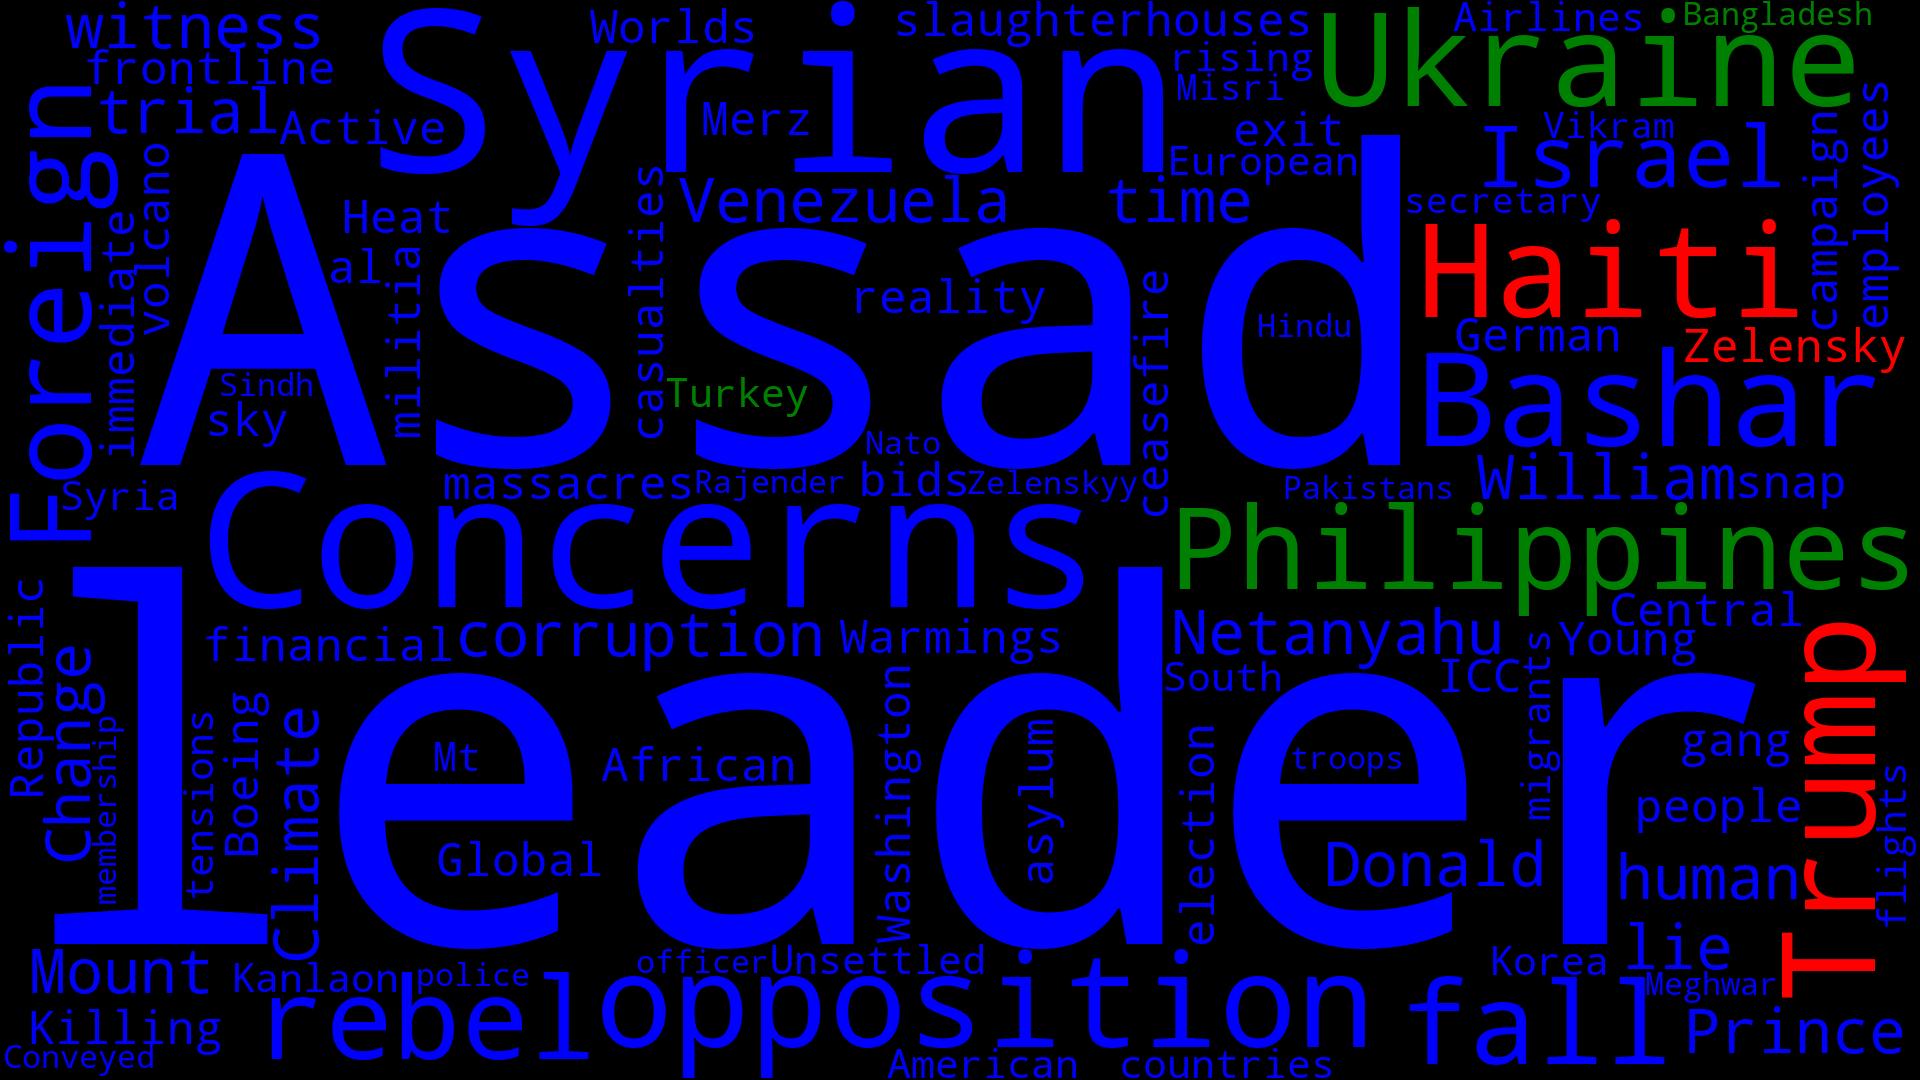 witness
Syrian
Worlds
slaughterhouses
Ukraine
Airlines
Bangladesh
frontline
rising
Misri
trial
Active
Merz
exit
European
Vikram
Israel
campaign
employees
Foreign
volcano
immediate
Heat
al
militia
casualties
Venezuela
time
secretary
Haiti
Assad
reality
ceasefire
Hindu
German
Zelensky
Sindh
sky
Turkey
Bashar
Nato
Syria
massacres
Rajender
bids
Zelenskyy
Pakistans
William
snap
Concerns
Philippines
Republic
Change
financial
corruption
Warmings
Netanyahu
Central
Young
South
ICC
migrants
Trump
leader
membership
tensions
Boeing
Climate
Mt
African
Washington
asylum
election
troops
gang
people
flights
Global
Donald
human
Mount
Kanlaon
police
officer
Unsettled
Korea
lie
Meghwar
Killing
rebel
opposition
fall
Prince
Conveyed
American
countries